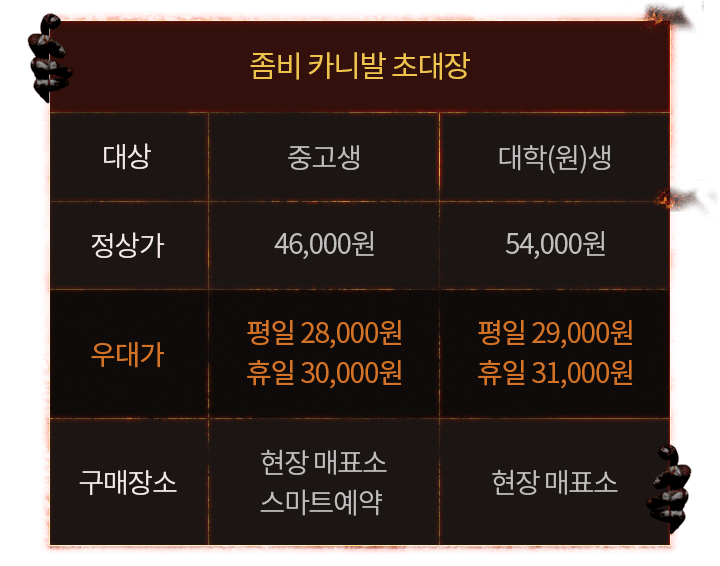 좀비 카니발 초대장
대상 중고생 대학(원)생
정상가 46,000원 54,000원
우대가
평일 28,000원 평일 29,000원
휴일 30,000원 휴일 31,000원
구매장소
현장 매표소
스마트예약
현장 매표소